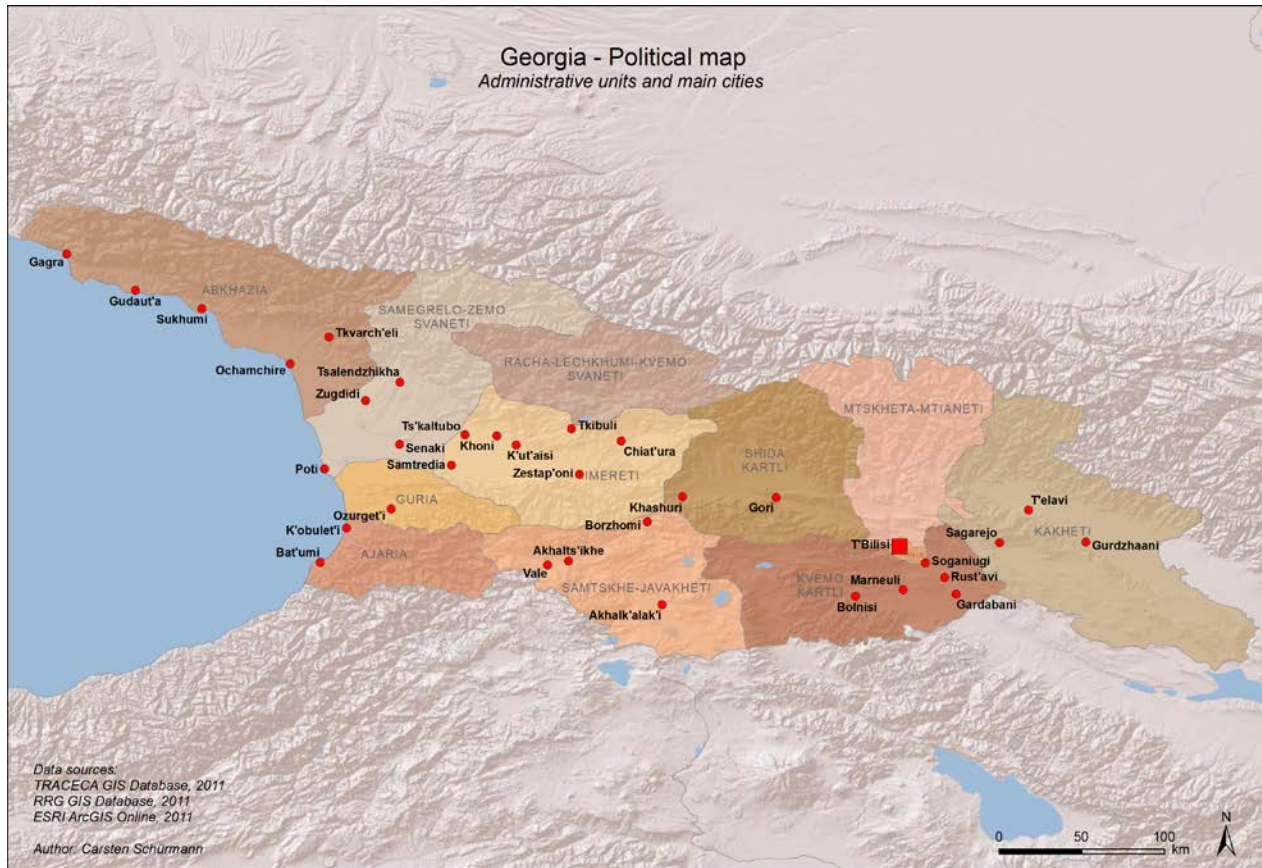 Georgia - Political map
Administrative units and main cities
Gagra
ABKHAZIA
Gudaut'a
Sukhumi
SAMEGRELO-ZEMO
SVANETI
Tkvarch'eli
Ochamchire
Tsalendzhikha
RACHA-LECHKHUMI-KVEMO
SVANETI
Zugdidi
MTSKHETA-MTIANETI
Ts'kaltubo
Tkibuli
Senaki
Khoni
K'ut'aisi
Chiat'ura
SHIDA
KARTLI
Samtredia
Poti
Zestap'oni
IMERETI
GURIA
Khashuri
Gori
T'elavi
Ozurget'i
K'obulet'i
Borzhomi
Sagarejo
KAKHETI
Gurdzhaani
T'Bilisi
Bat'umi
AJARIA
Akhalts'ikhe
Vale
Soganiugi
SAMTSKHE-JAVAKHETI
KVEMO
KARTLI
Marneuli
Rust'avi
Bolnisi
Gardabani
Akhalk'alak'i
Data sources:
TRACECA GIS Database, 2011
RRG GIS Database, 2011
ESRI ArcGIS Online, 2011
Author: Carsten Schürmann
N
0 50 100
km